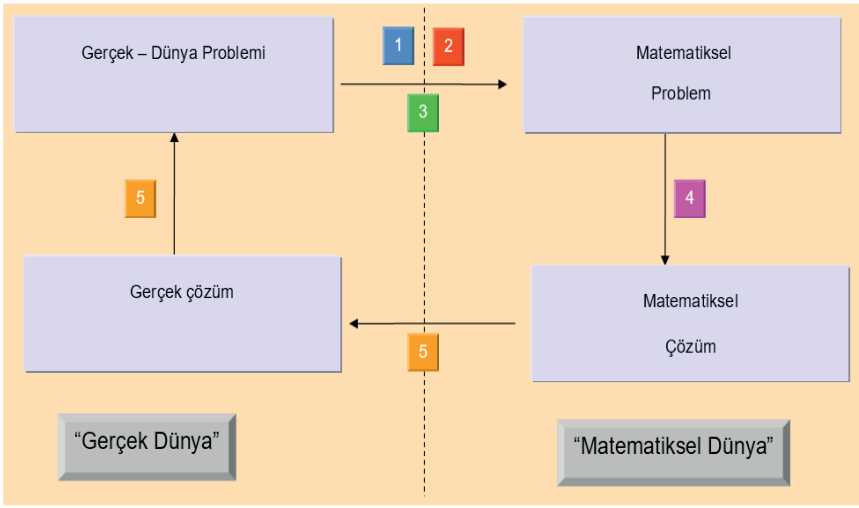 Gerçek – Dünya Problemi
1
2
3
Matematiksel
Problem
5
4
Gerçek çözüm
5
Matematiksel
Çözüm
“Gerçek Dünya”
“Matematiksel Dünya”